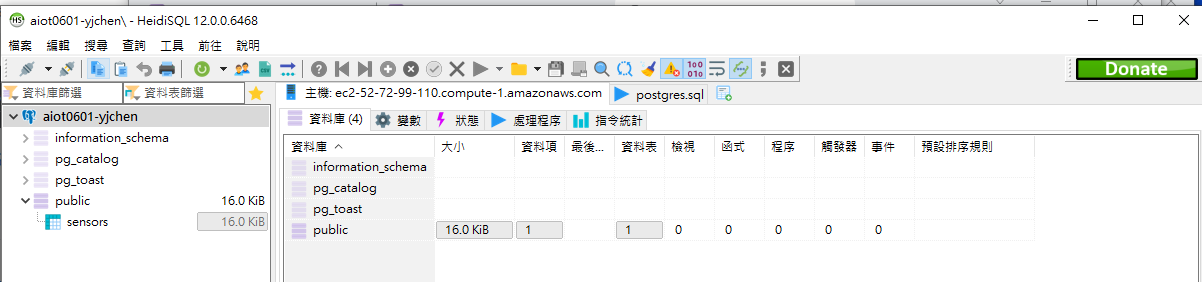 HS aiot0601-yjchen\ - HeidiSQL 12.0.0.6468
檔案 編輯 搜尋 查詢 工具 前往 說明
Donate
資料庫篩選 資料表篩選 主機: ec2-52-72-99-110.compute-1.amazonaws.com postgres.sql
aiot0601-yjchen 資料庫 (4) 變數 狀態 處理程序 指令統計
information_schema
pg_catalog
pg_toast
public 16.0 KiB
sensors 16.0 KiB
資料庫 大小 資料項 最後... 資料表 檢視 函式 程序 觸發器 事件 預設排序規則
information_schema
pg_catalog
pg_toast
public 16.0 KiB 1 1 0 0 0 0 0